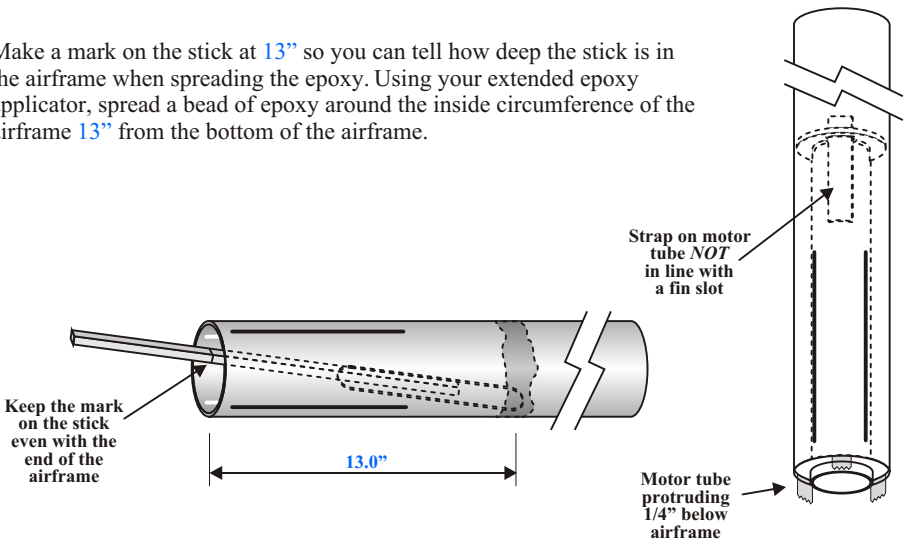 Make a mark on the stick at 13” so you can tell how deep the stick is in
the airframe when spreading the epoxy. Using your extended epoxy
applicator, spread a bead of epoxy around the inside circumference of the
airframe 13” from the bottom of the airframe.
Strap on motor
tube NOT
in line with
a fin slot
Keep the mark
on the stick
even with the
end of the
airframe
13.0”
Motor tube
protruding
1/4” below
airframe